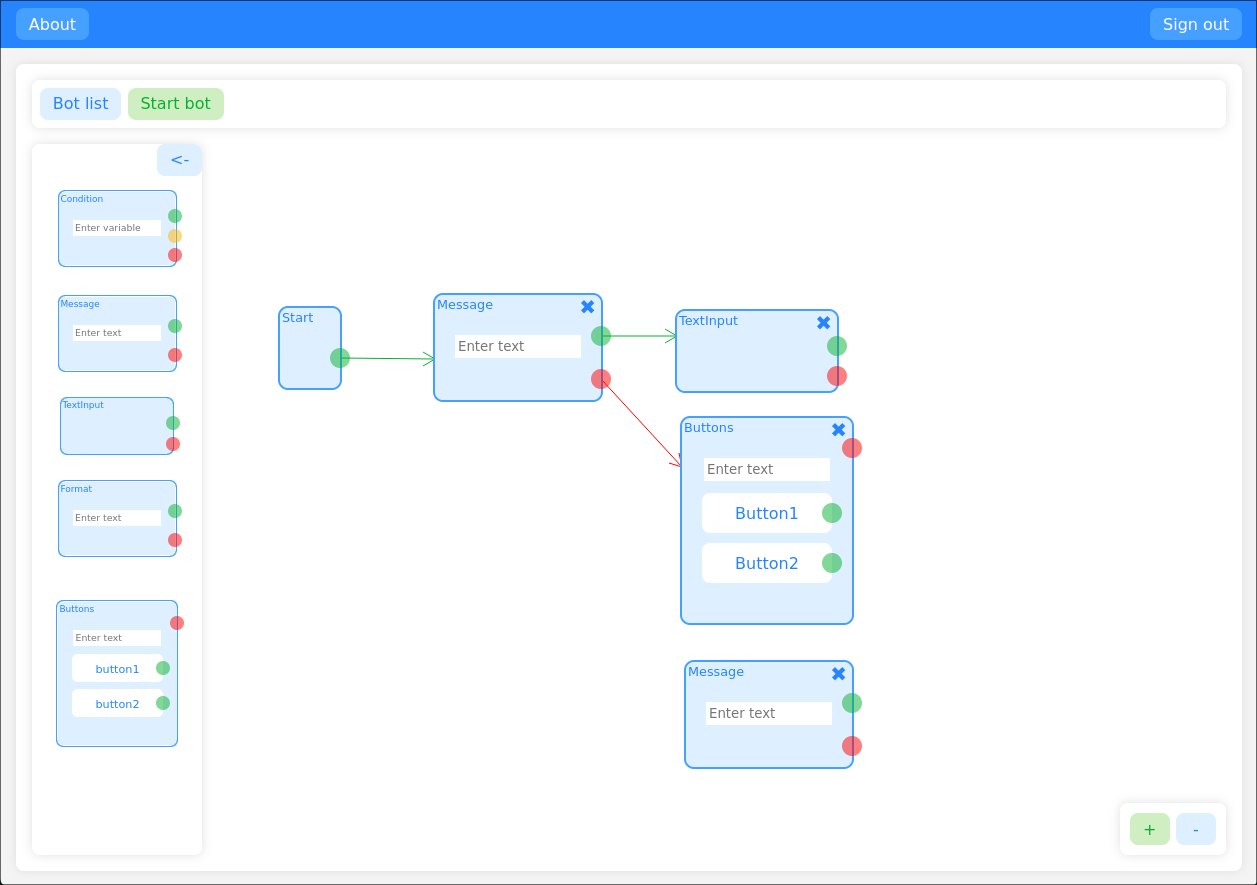 About
Sign out
Bot list
Start bot
<-
Condition
Enter variable
Message
Enter text
TextInput
Format
Enter text
Buttons
Enter text
button1
button2
Start
Message
✖
Enter text
TextInput
✖
Buttons
✖
Enter text
Button1
Button2
Message
✖
Enter text
+
-